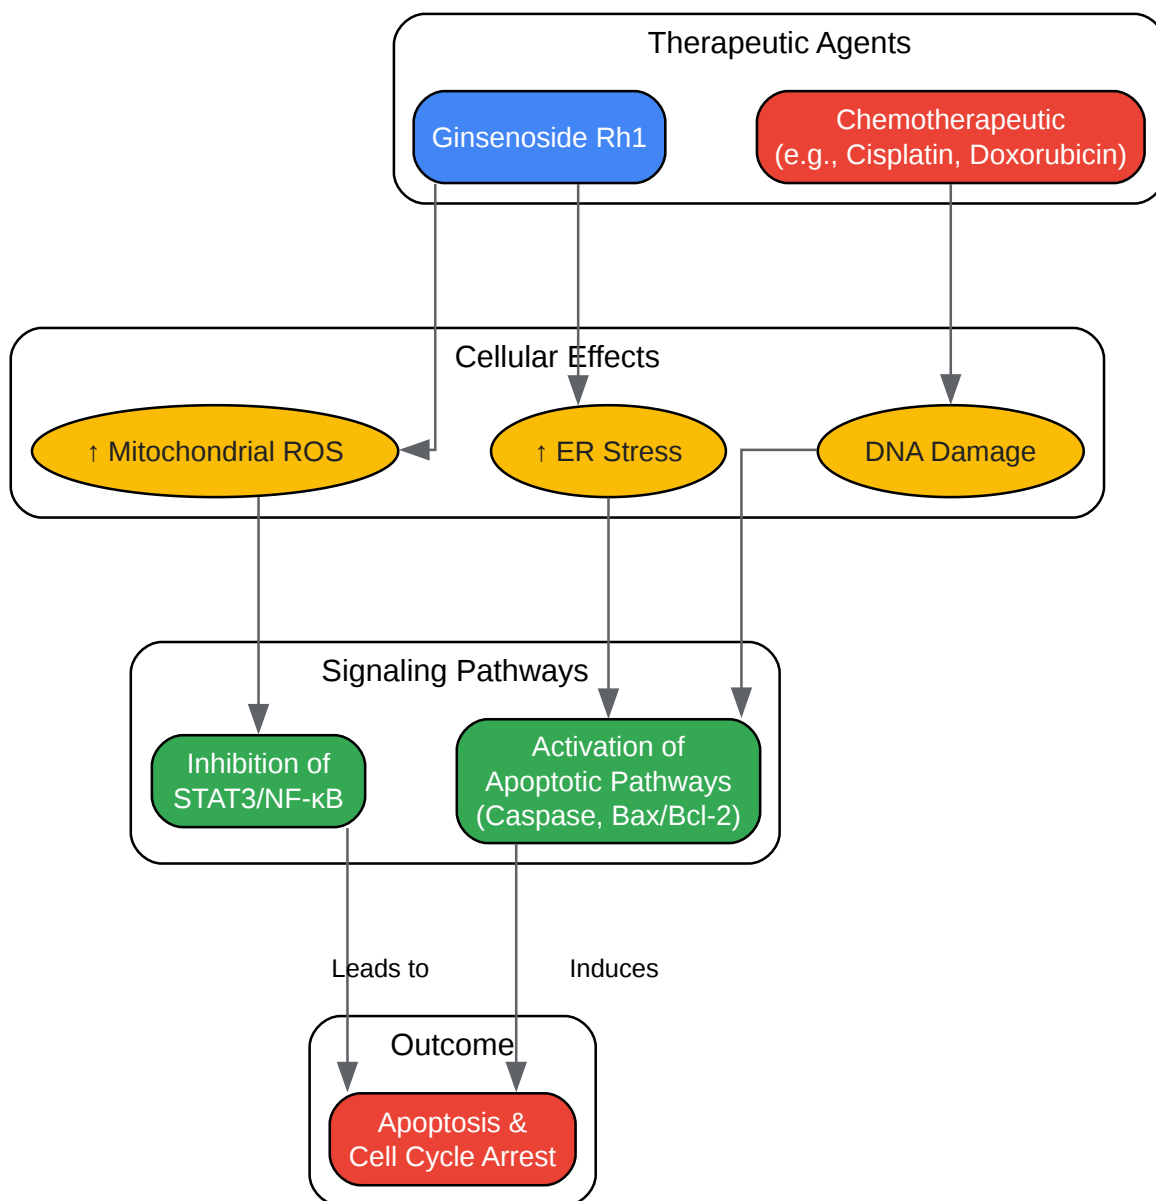 Therapeutic Agents
Ginsenoside Rh1
Chemotherapeutic
(e.g., Cisplatin, Doxorubicin)
Cellular Effects
↑ Mitochondrial ROS
↑ ER Stress
DNA Damage
Signaling Pathways
Inhibition of
STAT3/NF-κB
Activation of
Apoptotic Pathways
(Caspase, Bax/Bcl-2)
Leads to
Induces
Outcome
Apoptosis &
Cell Cycle Arrest